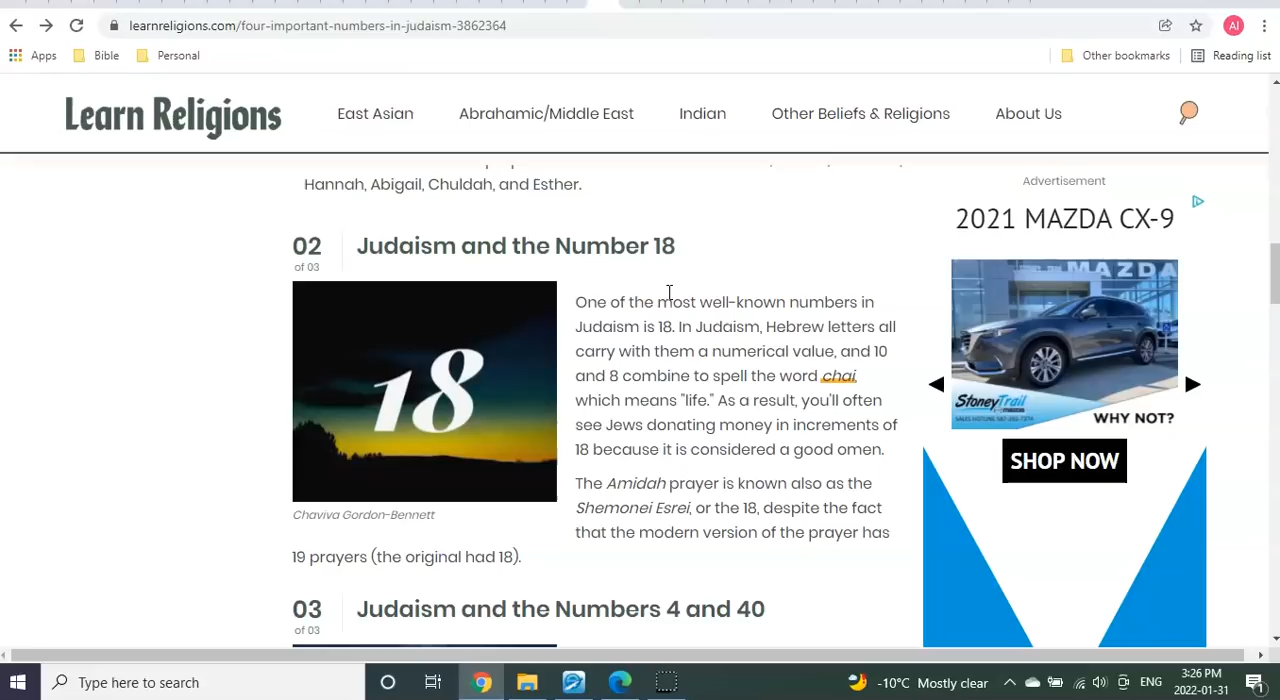 learnreligions.com/four-important-numbers-in-judaism-3862364
Al
Apps
Bible
Personal
Other bookmarks
Reading list
Learn Religions
East Asian
Abrahamic/Middle East
Indian
Other Beliefs & Religions
About Us
Hannah, Abigail, Chuldah, and Esther.
02
of 03
Judaism and the Number 18
18
Chaviva Gordon-Bennett
One of the most well-known numbers in
Judaism is 18. In Judaism, Hebrew letters all
carry with them a numerical value, and 10
and 8 combine to spell the word chai,
which means "life." As a result, you'll often
see Jews donating money in increments of
18 because it is considered a good omen.
The Amidah prayer is known also as the
Shemonei Esrei, or the 18, despite the fact
that the modern version of the prayer has
19 prayers (the original had 18).
03
of 03
Judaism and the Numbers 4 and 40
Advertisement
2021 MAZDA CX-9
MAZDA
StoneyTrail
WHY NOT?
SHOP NOW
Type here to search
-10°C Mostly clear
ENG
3:26 PM
2022-01-31